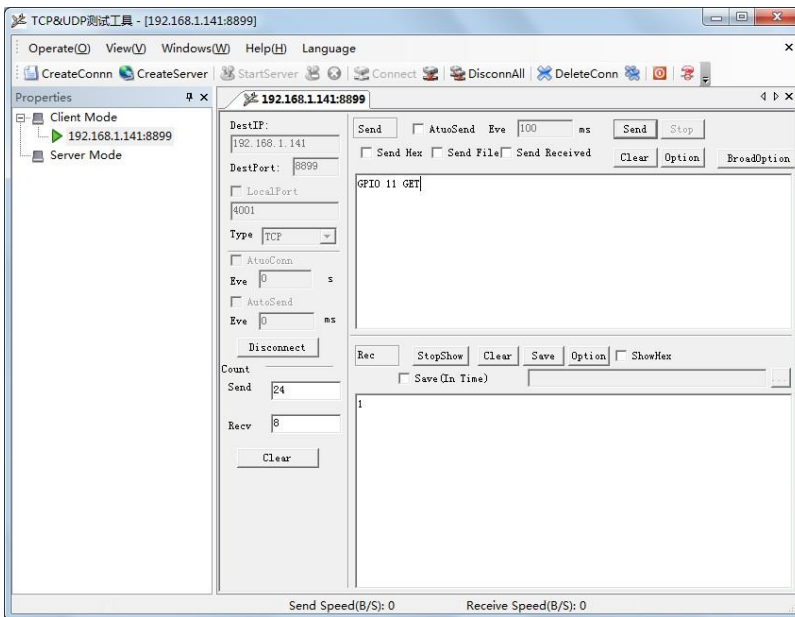 TCP&UDP测试工具 - [192.168.1.141:8899]
Operate(O) View(V) Windows(W) Help(H) Language
CreateConnn CreateServer StartServer Connect DisconnAll DeleteConn
Properties
192.168.1.141:8899
Client Mode
192.168.1.141:8899
Server Mode
DestIP:
192.168.1.141
DestPort: 8899
LocalPort
4001
Type TCP
AtuoConn
Eve 0 s
AutoSend
Eve 0 ms
Disconnect
Count
Send 24
Recv 8
Clear
Send AtuoSend Eve 100 ms Send Stop
Send Hex Send File Send Received Clear Option BroadOption
GPIO 11 GET
Rec StopShow Clear Save Option ShowHex
Save(In Time) ...
1
Send Speed(B/S): 0 Receive Speed(B/S): 0